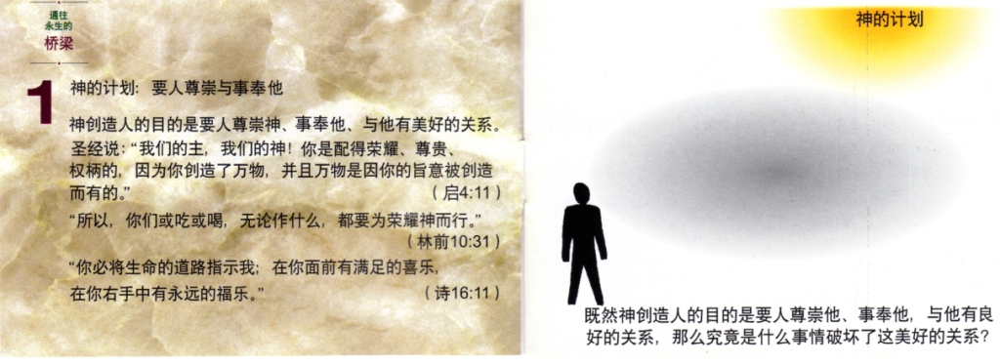 通往
永生的
桥梁
1
神的计划：要人尊崇与事奉他
神创造人的目的是要人尊崇神、事奉他、与他有美好的关系。
圣经说：“我们的主，我们的神！你是配得荣耀、尊贵、
权柄的，因为你创造了万物，并且万物是因你的旨意被创造
而有的。”（启4:11）
“所以，你们或吃或喝，无论作什么，都要为荣耀神而行。”
（林前10:31）
“你必将生命的道路指示我；在你面前有满足的喜乐，
在你右手中有永远的福乐。”（诗16:11）
神的计划
既然神创造人的目的是要人尊崇他、事奉他，与他有良
好的关系，那么究竟是什么事情破坏了这美好的关系？